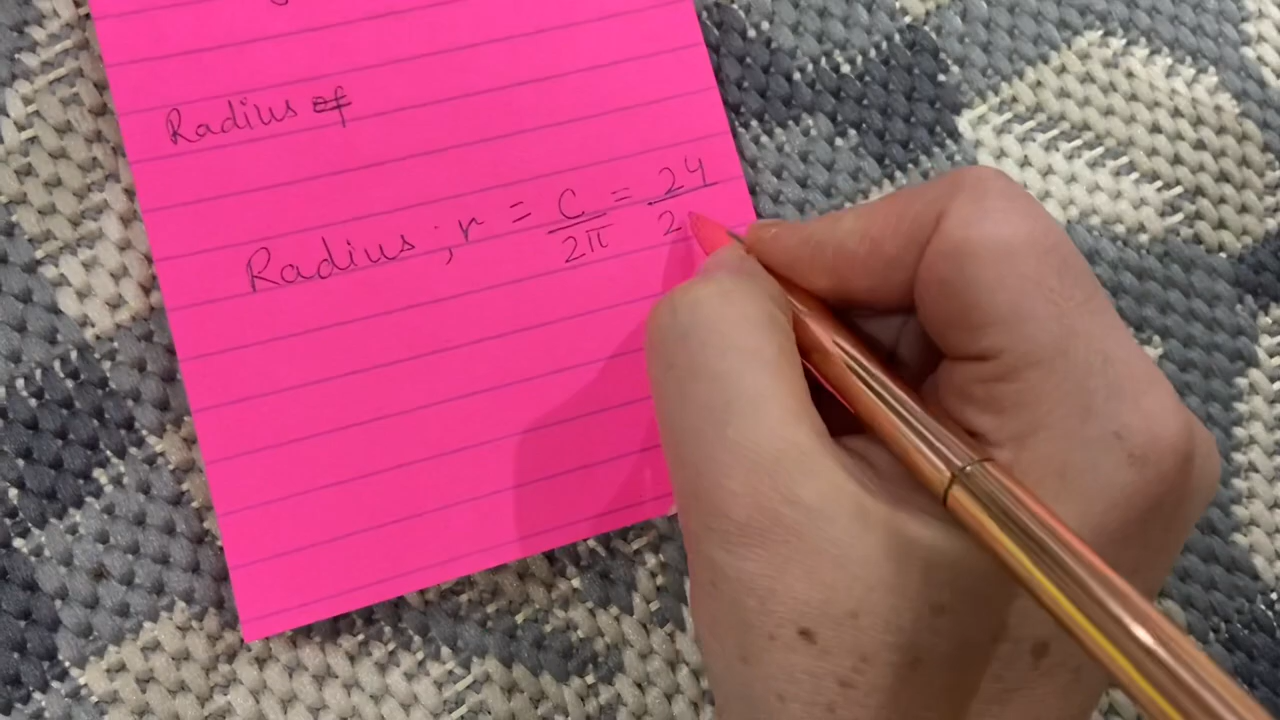 Radius of
Radius ; r = C/2π = 24/2